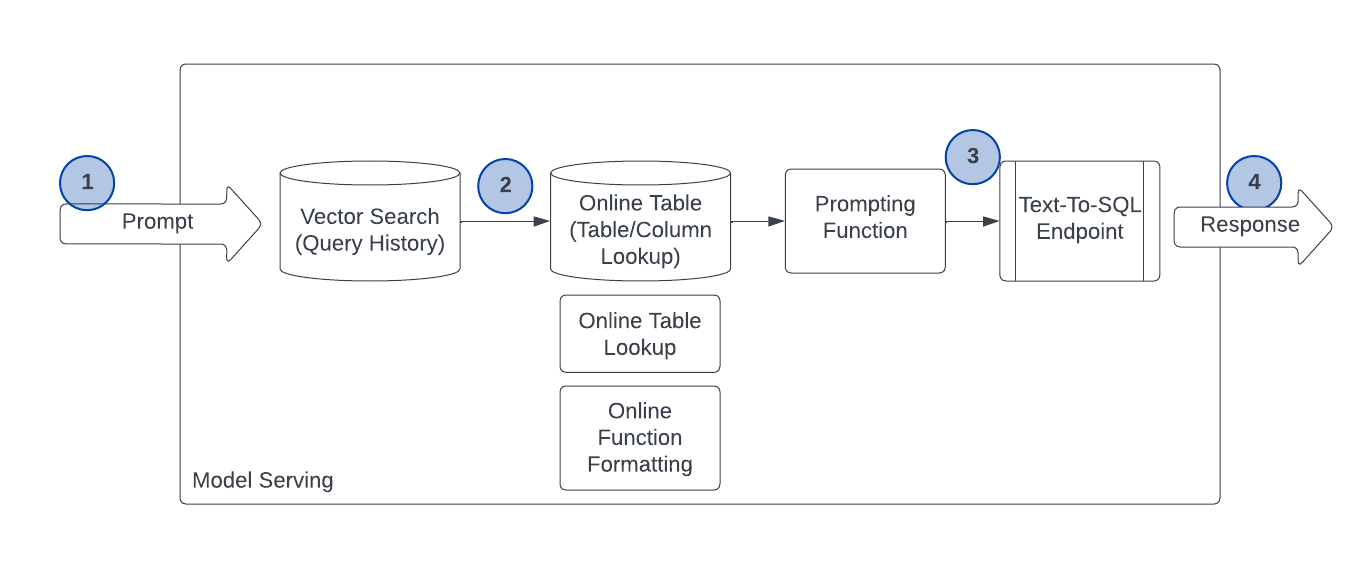 1
Prompt
Vector Search
(Query History)
2
Online Table
(Table/Column
Lookup)
Online Table
Lookup
Online
Function
Formatting
Prompting
Function
3
Text-To-SQL
Endpoint
4
Response
Model Serving